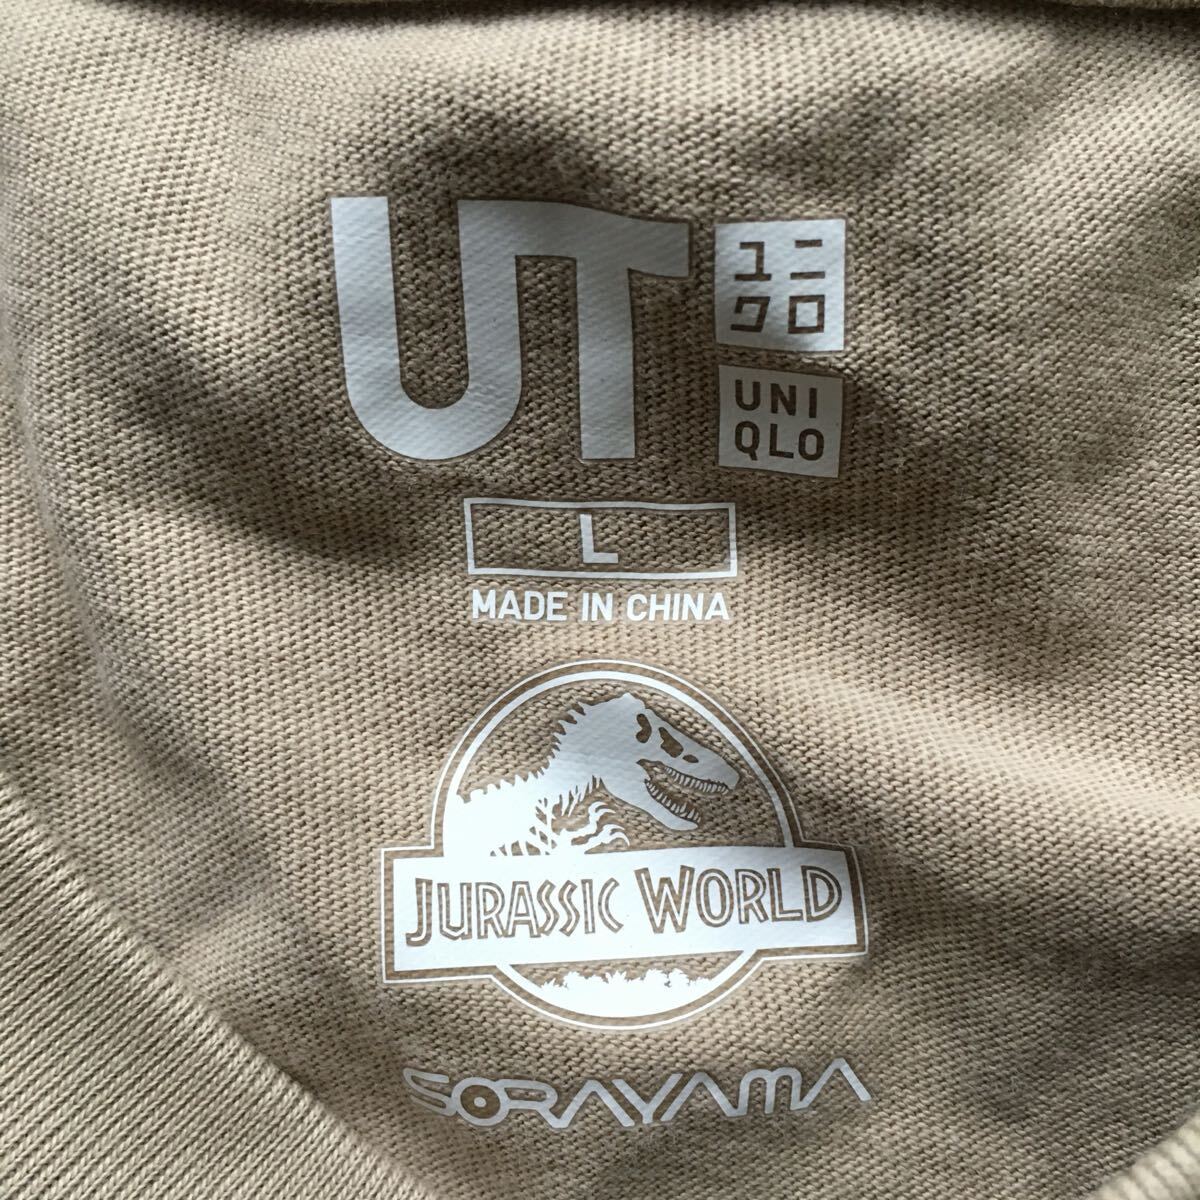 UT
ユニ
クロ
UNI
QLO
L
MADE IN CHINA
JURASSIC WORLD
SORAYAMA